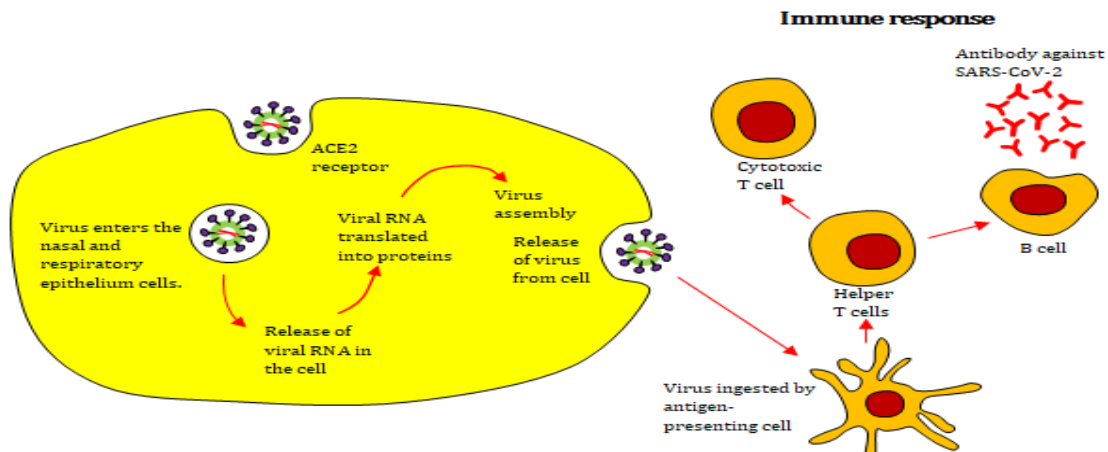 Immune response
Antibody against
SARS-CoV-2
ACE2
receptor
Cytotoxic
T cell
Virus enters the
nasal and
respiratory
epithelium cells.
Viral RNA
translated
into proteins
Virus
assembly
Release
of virus
from cell
B cell
Helper
T cells
Release of
viral RNA in
the cell
Virus ingested by
antigen-
presenting cell